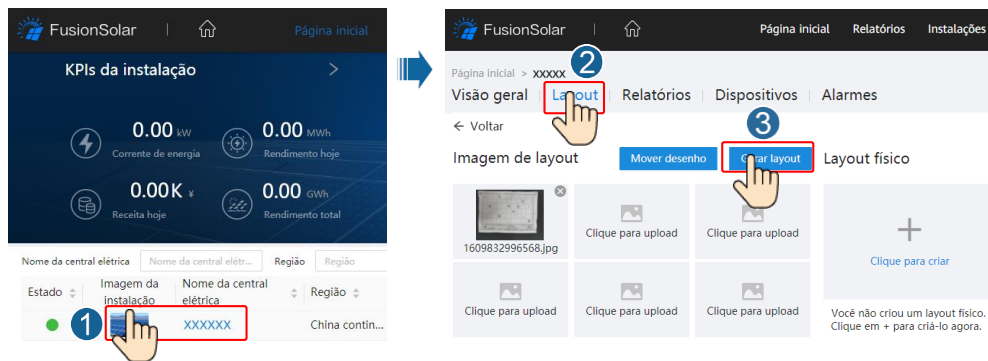 FusionSolar
Página inicial
KPIs da instalação >
0.00 kW
Corrente de energia
0.00 MWh
Rendimento hoje
0.00K ¥
Receita hoje
0.00 GWh
Rendimento total
Nome da central elétrica
Nome da central elétr...
Região
Região
Estado
Imagem da
instalação
Nome da central
elétrica
Região
1
XXXXXX
China contin...
FusionSolar
Página inicial
Relatórios
Instalações
Página inicial > XXXXX
2
Visão geral
Layout
Relatórios
Dispositivos
Alarmes
← Voltar
3
Imagem de layout
Mover desenho
Gerar layout
Layout físico
1609832996568.jpg
Clique para upload
Clique para upload
Clique para criar
Clique para upload
Clique para upload
Clique para upload
Você não criou um layout físico.
Clique em + para criá-lo agora.